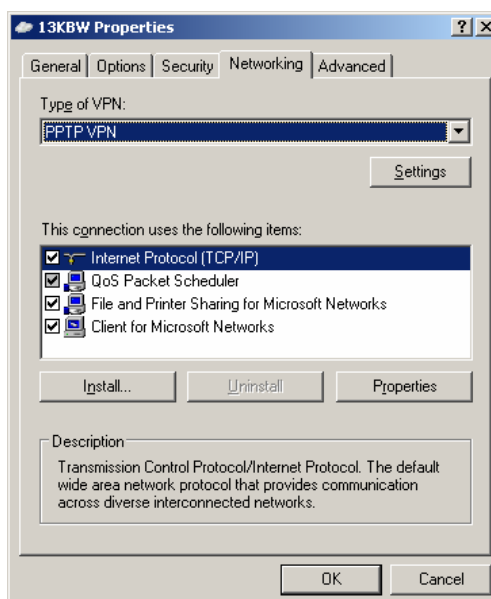 13KBW Properties
General Options Security Networking Advanced
Type of VPN:
PPTP VPN
Settings
This connection uses the following items:
Internet Protocol (TCP/IP)
QoS Packet Scheduler
File and Printer Sharing for Microsoft Networks
Client for Microsoft Networks
Install... Uninstall Properties
Description
Transmission Control Protocol/Internet Protocol. The default
wide area network protocol that provides communication
across diverse interconnected networks.
OK Cancel